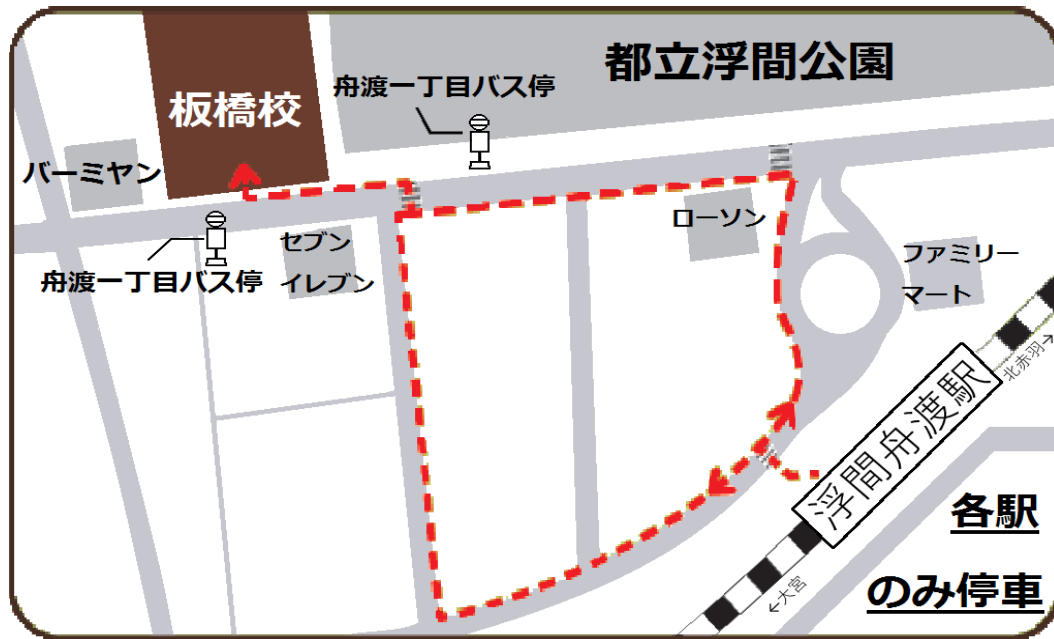 都立浮間公園
舟渡一丁目バス停
板橋校
バーミヤン
ローソン
セブン
イレブン
舟渡一丁目バス停
ファミリー
マート
北赤羽→
浮間舟渡駅
各駅
のみ停車
←大宮